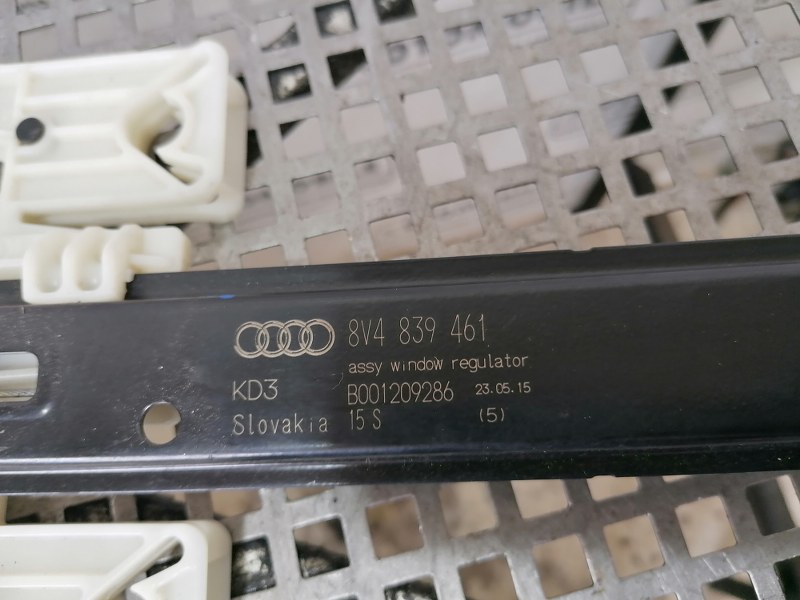 8V4 839 461
assy window regulator
KD3 B001209286 23.05.15
Slovakia 15 S (5)